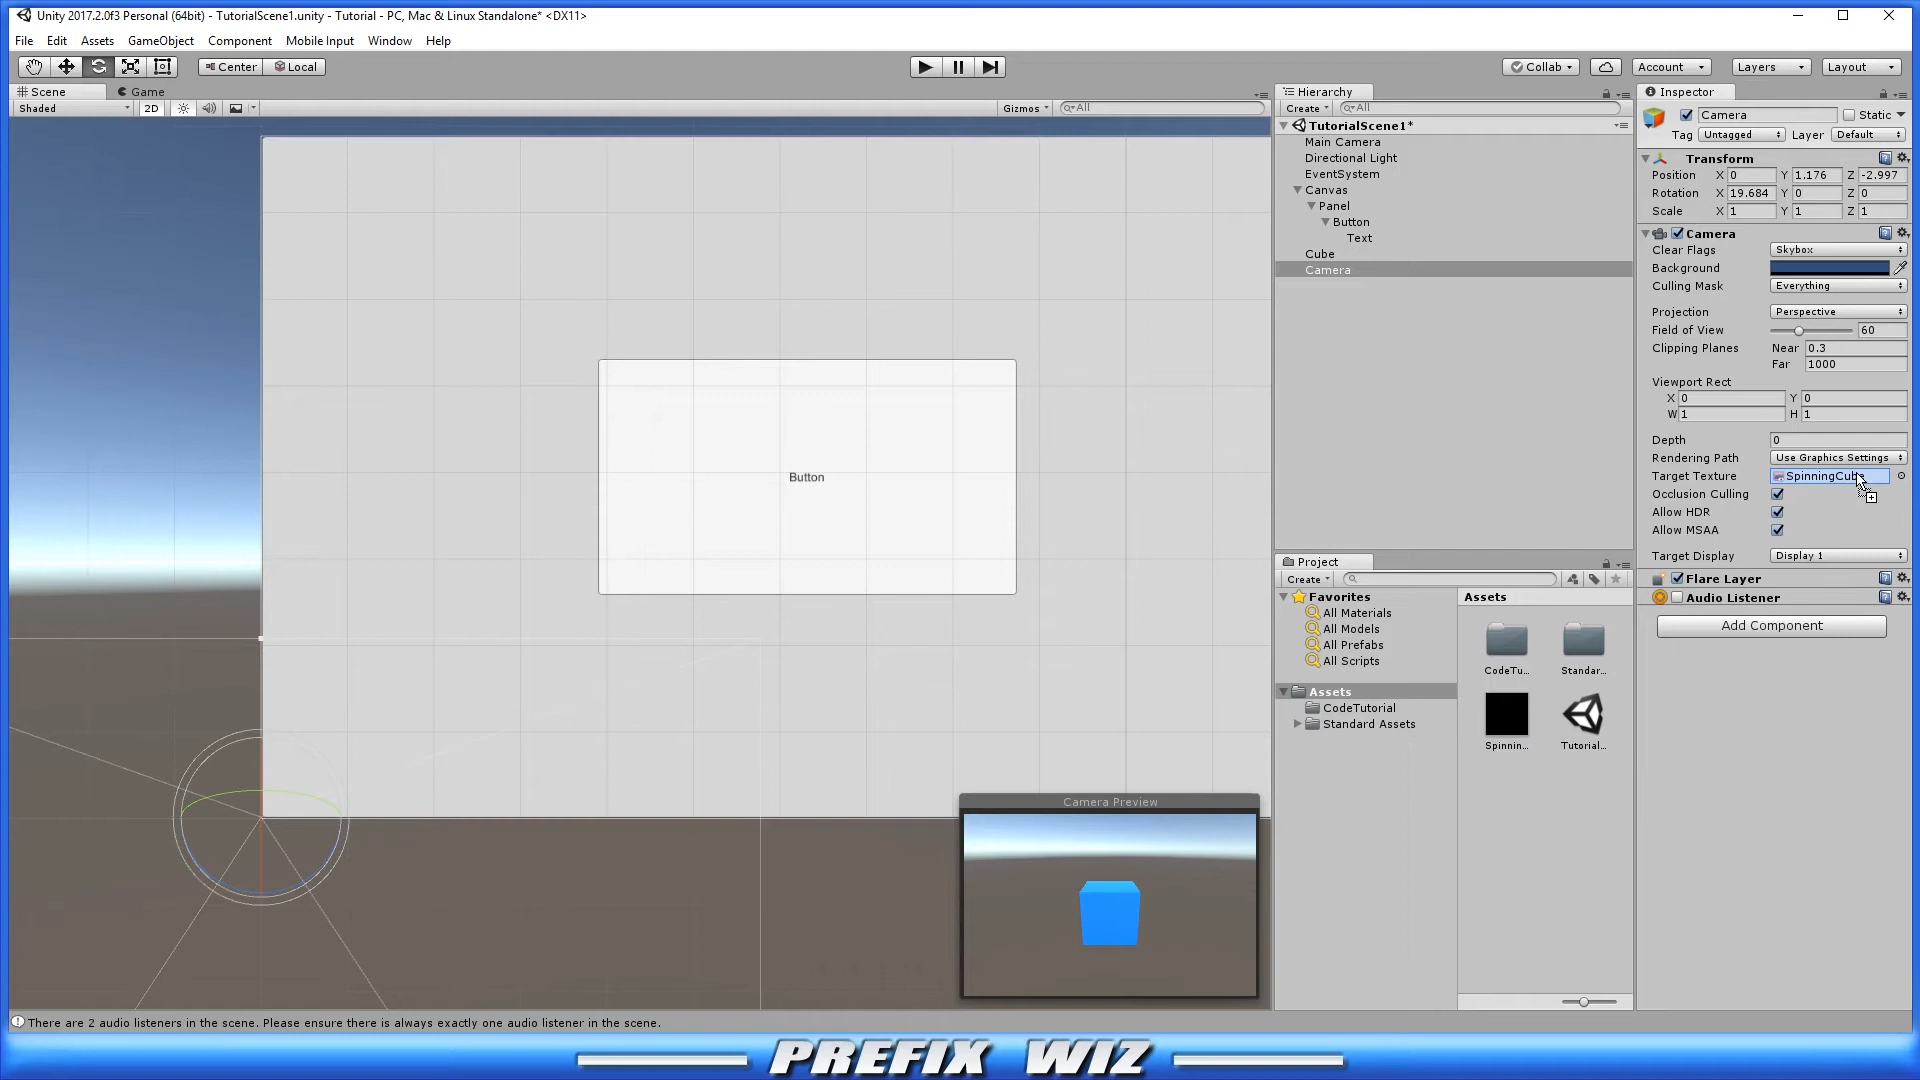 Unity 2017.2.0f3 Personal (64bit) - TutorialScene1.unity - Tutorial - PC, Mac & Linux Standalone* <DX11>
File Edit Assets GameObject Component Mobile Input Window Help
Center Local Collab Account Layers Layout
Scene Game
Shaded 2D Gizmos All
Button
Camera Preview
Hierarchy
Create All
TutorialScene1*
Main Camera
Directional Light
EventSystem
Canvas
Panel
Button
Text
Cube
Camera
Project
Create
Favorites
All Materials
All Models
All Prefabs
All Scripts
Assets
CodeTutorial
Standard Assets
Assets
CodeTu... Standar...
Spinnin... Tutorial...
Inspector
Camera Static
Tag Untagged Layer Default
Transform
Position X 0 Y 1.176 Z -2.997
Rotation X 19.684 Y 0 Z 0
Scale X 1 Y 1 Z 1
Camera
Clear Flags Skybox
Background
Culling Mask Everything
Projection Perspective
Field of View 60
Clipping Planes Near 0.3
Far 1000
Viewport Rect
X 0 Y 0
W 1 H 1
Depth 0
Rendering Path Use Graphics Settings
Target Texture SpinningCube
Occlusion Culling
Allow HDR
Allow MSAA
Target Display Display 1
Flare Layer
Audio Listener
Add Component
There are 2 audio listeners in the scene. Please ensure there is always exactly one audio listener in the scene.
PREFIX WIZ